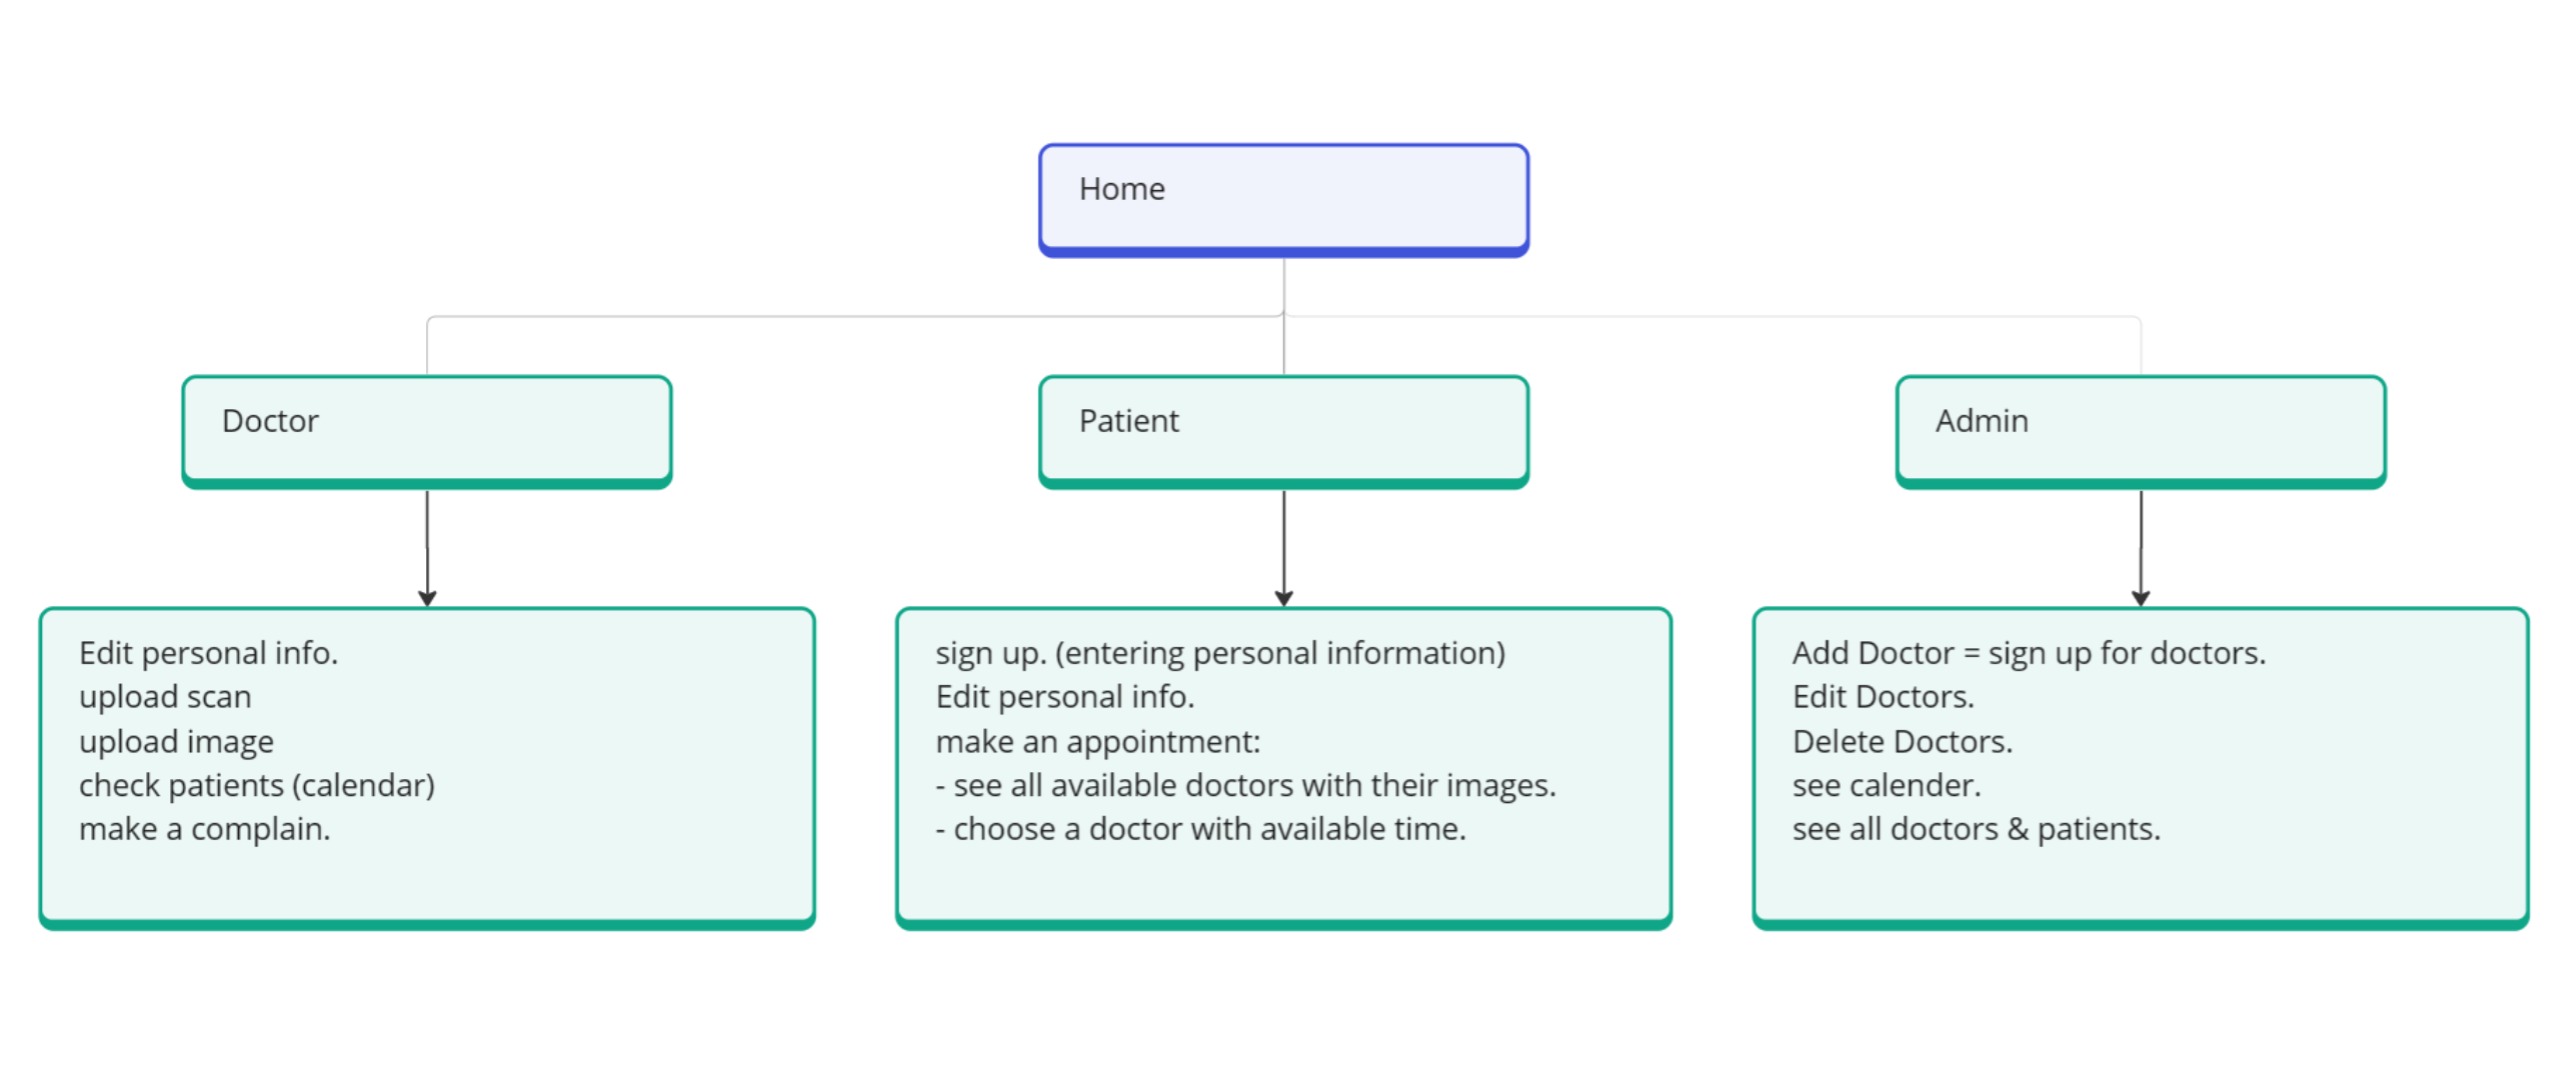 Home
Doctor
Patient
Admin
Edit personal info.
upload scan
upload image
check patients (calendar)
make a complain.
sign up. (entering personal information)
Edit personal info.
make an appointment:
- see all available doctors with their images.
- choose a doctor with available time.
Add Doctor = sign up for doctors.
Edit Doctors.
Delete Doctors.
see calender.
see all doctors & patients.